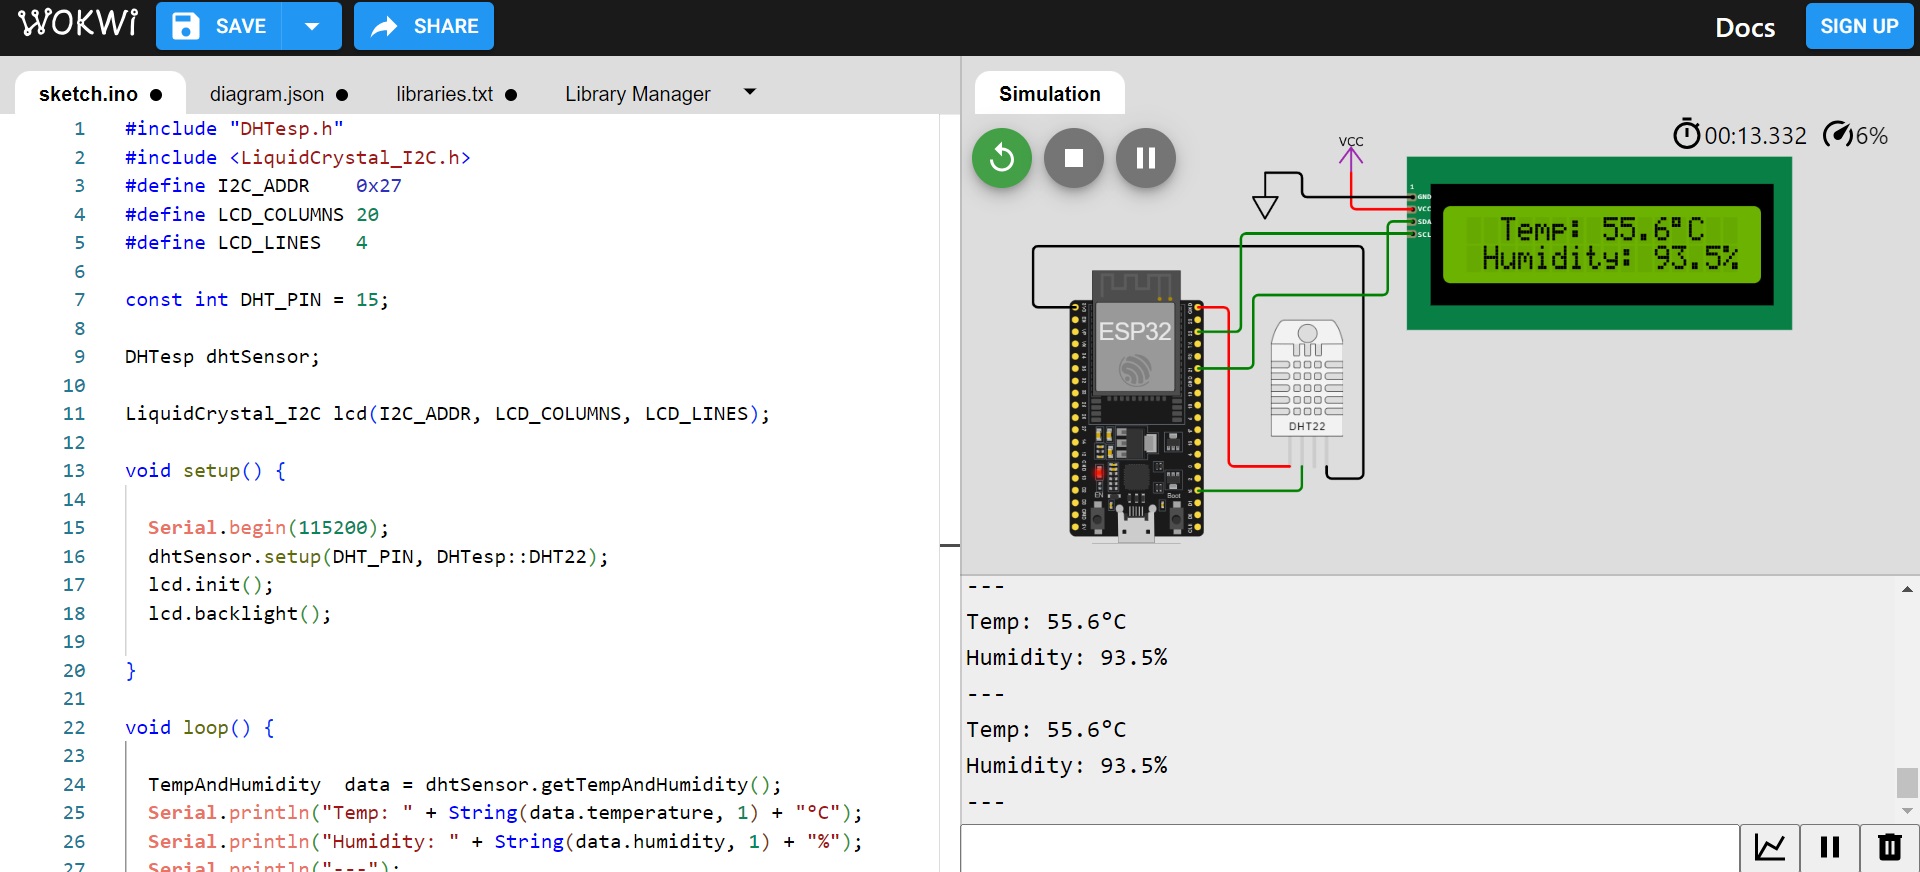 WOKWI SAVE SHARE Docs SIGN UP
sketch.ino diagram.json libraries.txt Library Manager
1 #include "DHTesp.h"
2 #include <LiquidCrystal_I2C.h>
3 #define I2C_ADDR    0x27
4 #define LCD_COLUMNS 20
5 #define LCD_LINES   4
6
7 const int DHT_PIN = 15;
8
9 DHTesp dhtSensor;
10
11 LiquidCrystal_I2C lcd(I2C_ADDR, LCD_COLUMNS, LCD_LINES);
12
13 void setup() {
14
15   Serial.begin(115200);
16   dhtSensor.setup(DHT_PIN, DHTesp::DHT22);
17   lcd.init();
18   lcd.backlight();
19
20 }
21
22 void loop() {
23
24   TempAndHumidity  data = dhtSensor.getTempAndHumidity();
25   Serial.println("Temp: " + String(data.temperature, 1) + "°C");
26   Serial.println("Humidity: " + String(data.humidity, 1) + "%");
27   Serial.println("---");
Simulation
00:13.332 6%
VCC
1
GND
VCC
SDA
SCL
Temp: 55.6°C
Humidity: 93.5%
ESP32
EN
Boot
DHT22
---
Temp: 55.6°C
Humidity: 93.5%
---
Temp: 55.6°C
Humidity: 93.5%
---